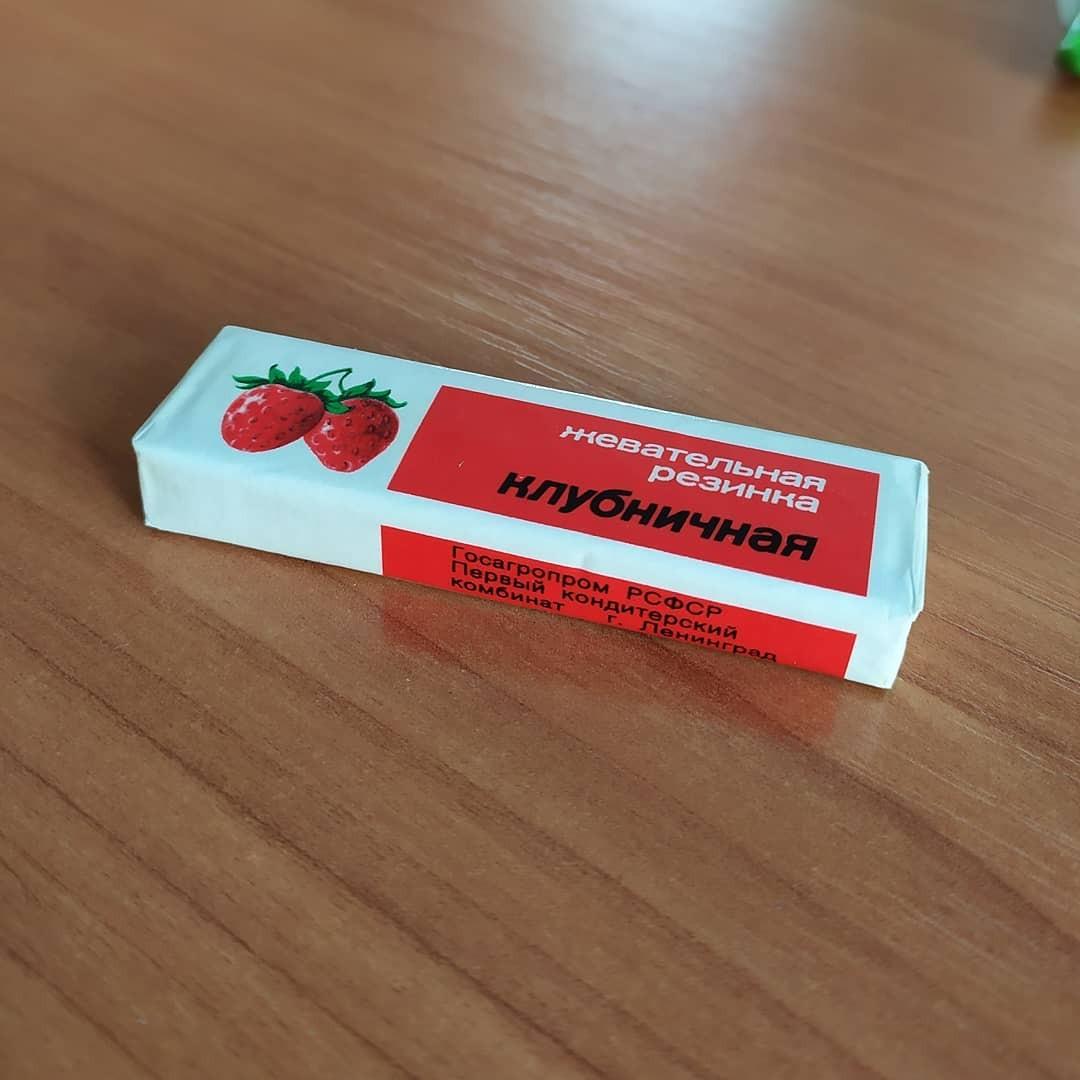 жевательная
резинка
клубничная
Госагропром РСФСР
Первый кондитерский
комбинат г. Ленинград